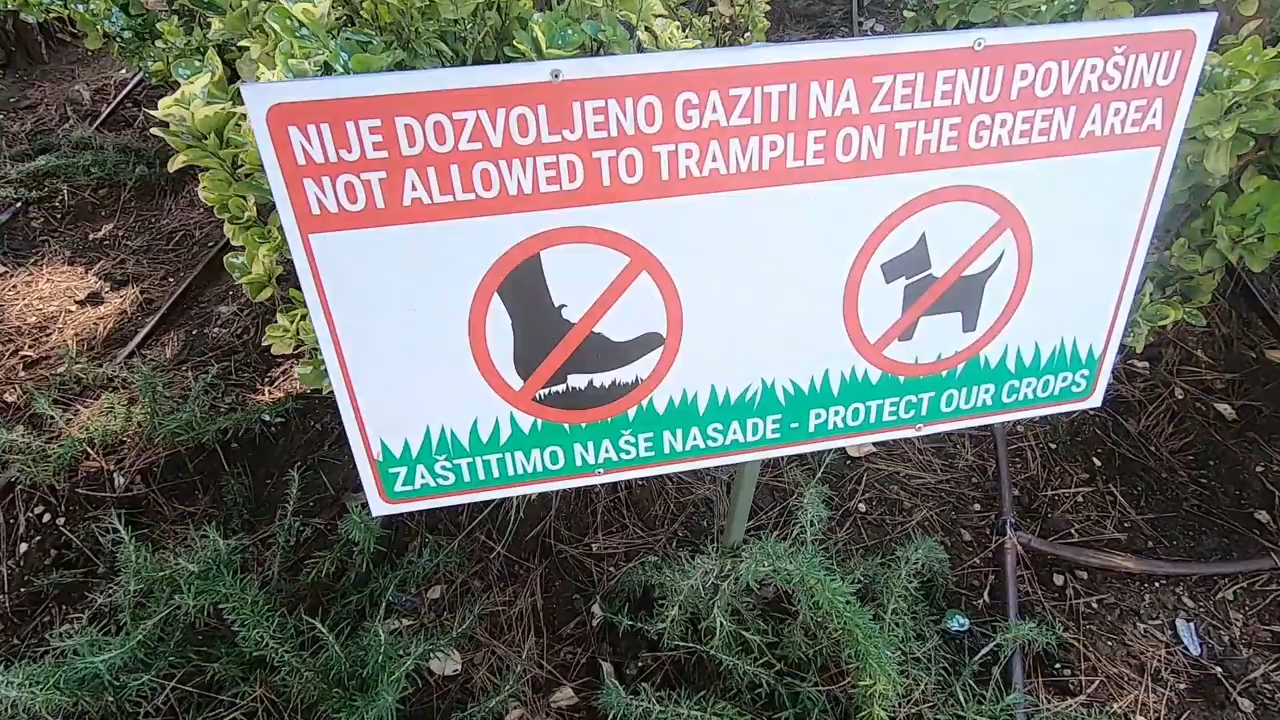 NIJE DOZVOLJENO GAZITI NA ZELENU POVRŠINU
NOT ALLOWED TO TRAMPLE ON THE GREEN AREA
ZAŠTITIMO NAŠE NASADE - PROTECT OUR CROPS